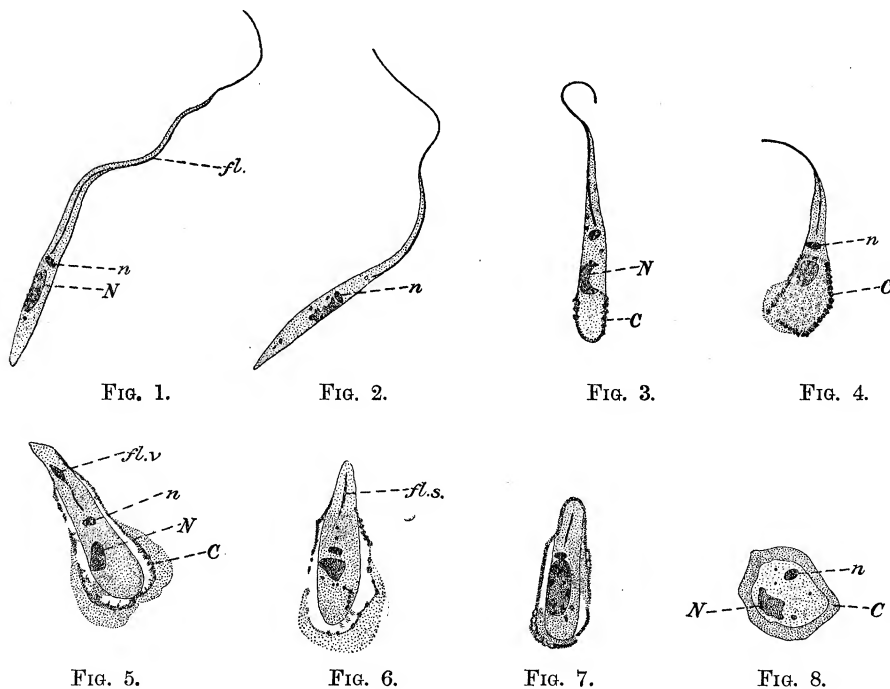 fl.
n
N
n
N
C
n
C
FIG. 1.
FIG. 2.
FIG. 3.
FIG. 4.
fl.v
n
N
C
fl.s.
n
N
C
FIG. 5.
FIG. 6.
FIG. 7.
FIG. 8.